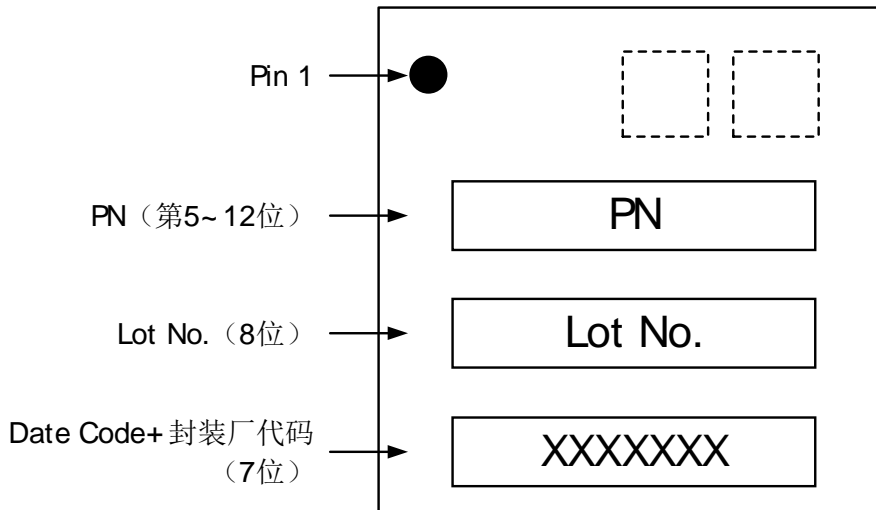 Pin 1
PN（第5~12位）
PN
Lot No.（8位）
Lot No.
Date Code+封装厂代码
（7位）
XXXXXXX